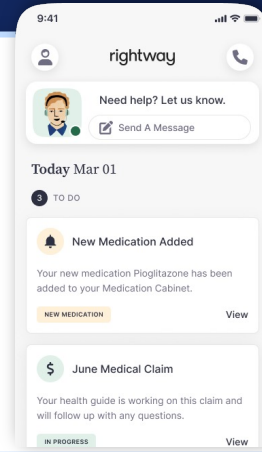 9:41
rightway
Need help? Let us know.
Send A Message
Today Mar 01
3 TO DO
New Medication Added
Your new medication Pioglitazone has been
added to your Medication Cabinet.
NEW MEDICATION View
$ June Medical Claim
Your health guide is working on this claim and
will follow up with any questions.
IN PROGRESS View